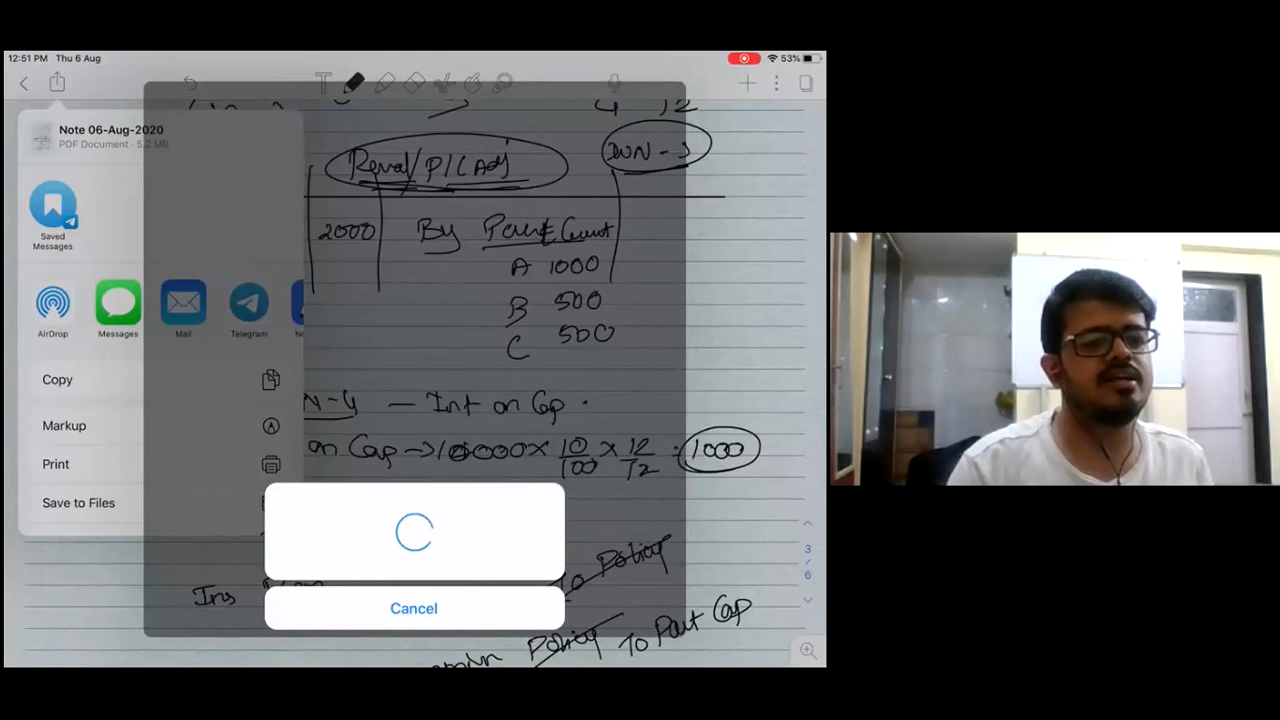 12:51 PM Thu 6 Aug
53%
T
Note 06-Aug-2020
PDF Document - 5.2 MB
Saved Messages
AirDrop
Messages
Mail
Telegram
Copy
Markup
Print
Save to Files
Cancel
Reval/P/L Adj
WN-3
2000 By Part Curnt
A 1000
B 500
C 500
N-4 — Int on Cap
on Cap → 10000 × 10/100 × 12/12 = 1000
Ins
To Policy
Policy To Part Cap
3
/
6